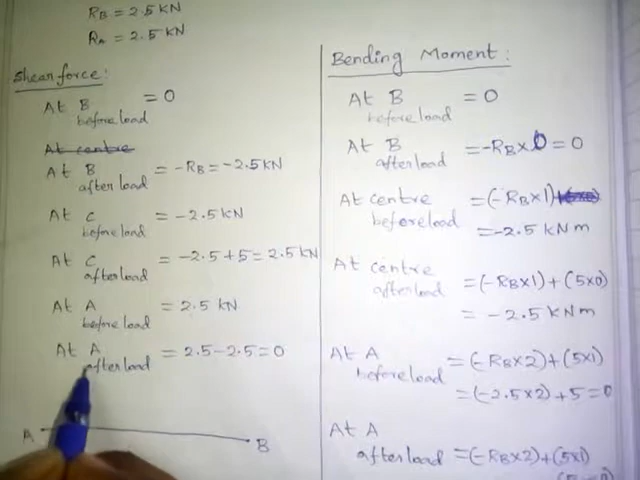 RB = 2.5 KN
RA = 2.5 KN
Shear force:
At B before load = 0
At centre
At B after load = -RB = -2.5 KN
At C before load = -2.5 KN
At C after load = -2.5 + 5 = 2.5 KN
At A before load = 2.5 KN
At A after load = 2.5 - 2.5 = 0
A
B
Bending Moment:
At B before load = 0
At B after load = -RB × 0 = 0
At centre before load = (-RB × 1)
= -2.5 KNm
At centre after load = (-RB × 1) + (5×0)
= -2.5 KNm
At A before load = (-RB × 2) + (5×1)
= (-2.5 × 2) + 5 = 0
At A
after load = (-RB × 2) + (5×1)